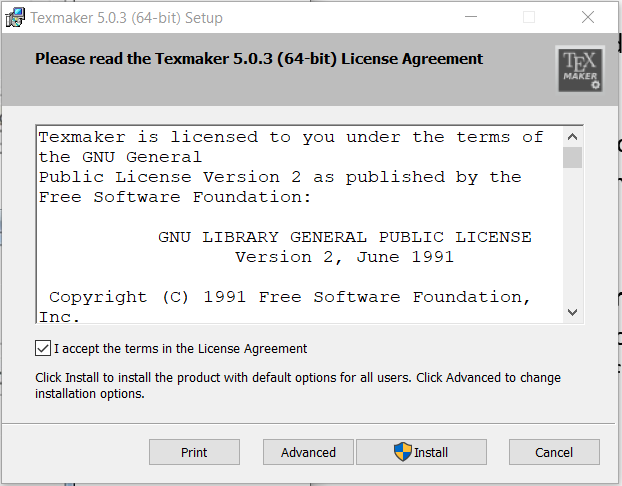 Texmaker 5.0.3 (64-bit) Setup
Please read the Texmaker 5.0.3 (64-bit) License Agreement
TEX
MAKER
Texmaker is licensed to you under the terms of
the GNU General
Public License Version 2 as published by the
Free Software Foundation:
GNU LIBRARY GENERAL PUBLIC LICENSE
Version 2, June 1991
Copyright (C) 1991 Free Software Foundation,
Inc.
I accept the terms in the License Agreement
Click Install to install the product with default options for all users. Click Advanced to change
installation options.
Print Advanced Install Cancel